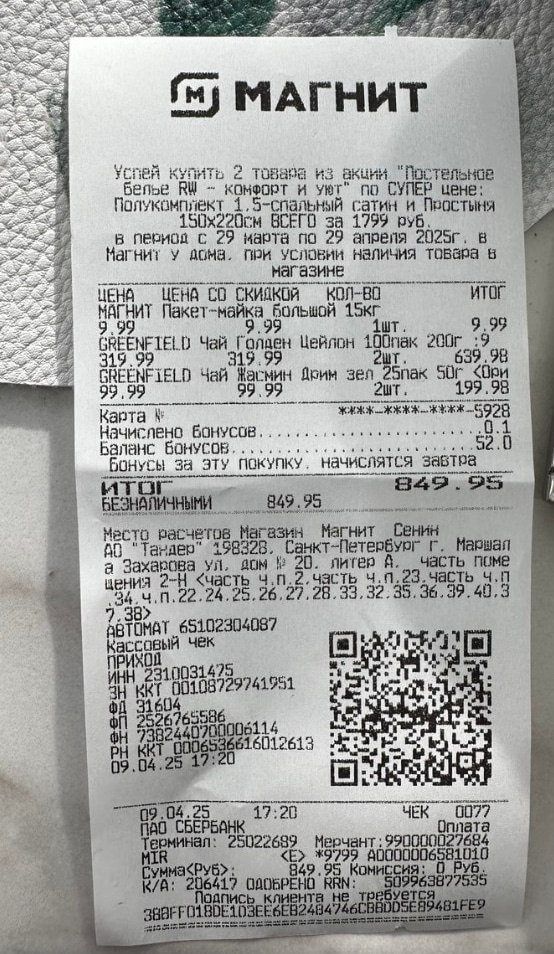 МАГНИТ
Успей купить 2 товара из акции "Постельное
белье RW - комфорт и уют" по СУПЕР цене:
Полукомплект 1.5-спальный сатин и Простыня
150х220см ВСЕГО за 1799 руб.
в период с 29 марта по 29 апреля 2025г. в
Магнит у дома. при условии наличия товара в
магазине
ЦЕНА ЦЕНА СО СКИДКОЙ КОЛ-ВО ИТОГ
МАГНИТ Пакет-майка большой 15кг
9.99 9.99 1шт. 9.99
GREENFIELD Чай Голден Цейлон 100пак 200г :9
319.99 319.99 2шт. 639.98
GREENFIELD Чай Жасмин Дрим зел 25пак 50г <Ори
99.99 99.99 2шт. 199.98
Карта № ****-****-****-5928
Начислено бонусов 0.1
Баланс бонусов 52.0
Бонусы за эту покупку. начислятся завтра
ИТОГ 849.95
БЕЗНАЛИЧНЫМИ 849.95
Место расчетов Магазин Магнит Сенин
АО "Тандер" 198328. Санкт-Петербург г. Маршал
а Захарова ул. дом № 20. литер А. часть поме
щения 2-Н <часть ч.п.2.часть ч.п.23.часть ч.п
.34.ч.п.22.24.25.26.27.28.33.32.35.36.39.40.3
7.38>
АВТОМАТ 65102304087
Кассовый чек
ПРИХОД
ИНН 2310031475
ЗН ККТ 00108729741951
ФД 31604
ФП 2526765586
ФН 7382440700006114
РН ККТ 0006536616012613
09.04.25 17:20
09.04.25 17:20 ЧЕК 0077
ПАО СБЕРБАНК Оплата
Терминал: 25022689 Мерчант:990000027684
MIR <E> *9799 A0000006581010
Сумма<Руб>: 849.95 Комиссия: 0 Руб.
К/А: 206417 ОДОБРЕНО RRN: 509963877535
Подпись клиента не требуется
3BBFF018DE1D3EE6EB24B4746CBBDD5E89481FE9